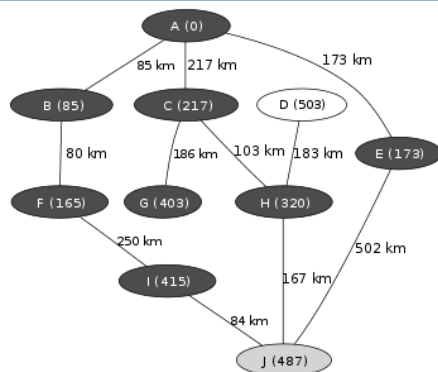 A (0)
85 km
217 km
173 km
B (85)
C (217)
D (503)
80 km
186 km
103 km
183 km
E (173)
F (165)
G (403)
H (320)
250 km
502 km
I (415)
167 km
84 km
J (487)